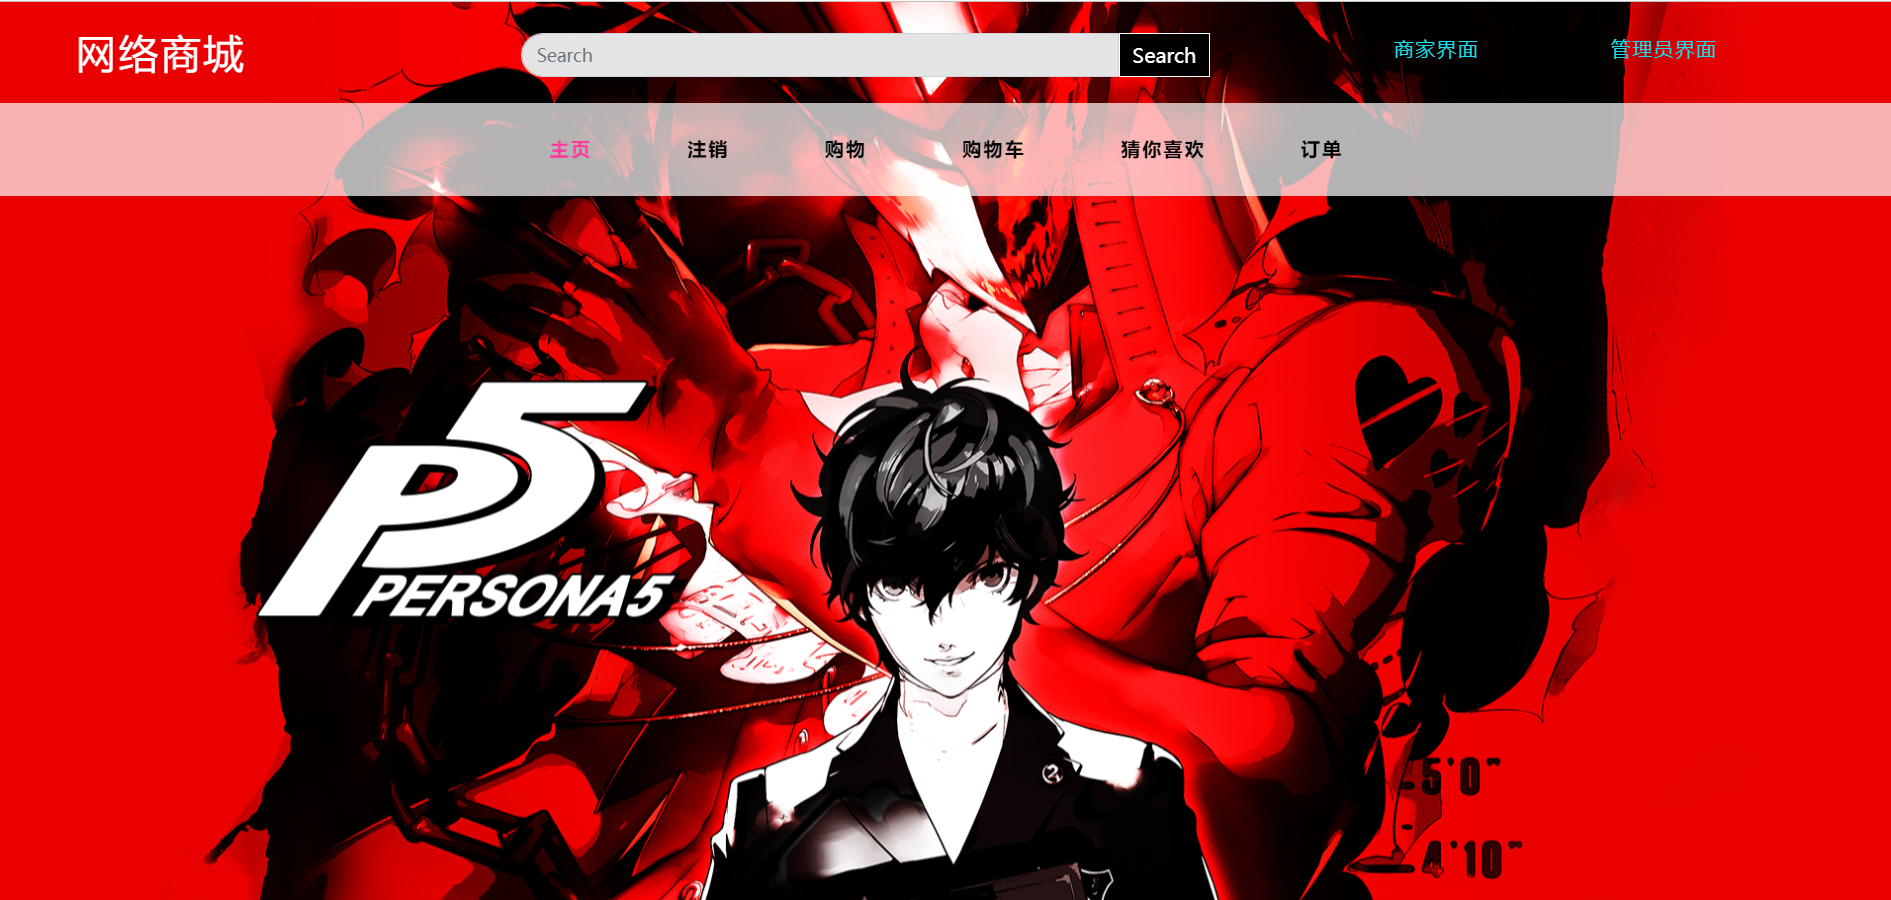 网络商城
Search
Search
商家界面
管理员界面
主页
注销
购物
购物车
猜你喜欢
订单
P5
PERSONA5
5'0"
4'10"